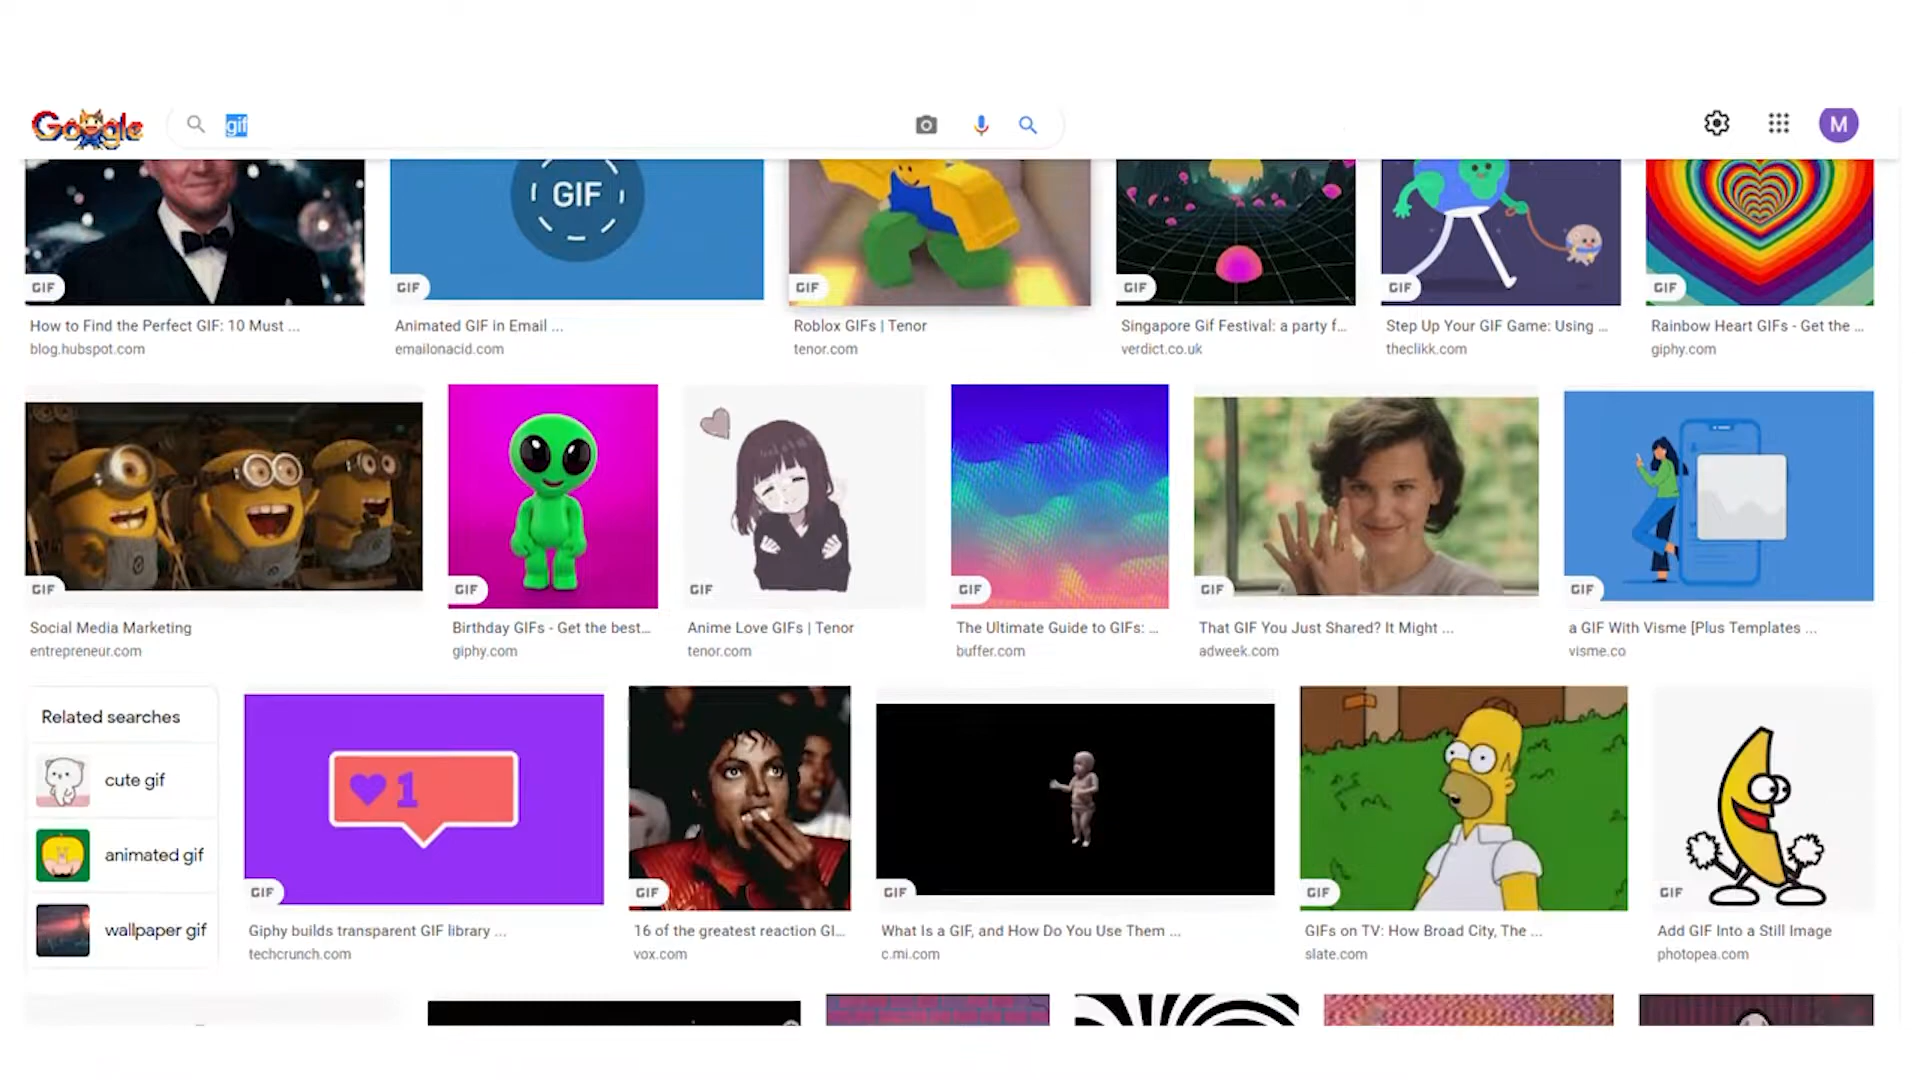 Google
gif
M
GIF
GIF
GIF
GIF
GIF
GIF
GIF
How to Find the Perfect GIF: 10 Must ...
blog.hubspot.com
Animated GIF in Email ...
emailonacid.com
Roblox GIFs | Tenor
tenor.com
Singapore Gif Festival: a party f...
verdict.co.uk
Step Up Your GIF Game: Using ...
theclikk.com
Rainbow Heart GIFs - Get the ...
giphy.com
GIF
GIF
GIF
GIF
GIF
GIF
Social Media Marketing
entrepreneur.com
Birthday GIFs - Get the best...
giphy.com
Anime Love GIFs | Tenor
tenor.com
The Ultimate Guide to GIFs: ...
buffer.com
That GIF You Just Shared? It Might ...
adweek.com
a GIF With Visme [Plus Templates ...
visme.co
Related searches
cute gif
animated gif
wallpaper gif
1
GIF
GIF
GIF
GIF
GIF
Giphy builds transparent GIF library ...
techcrunch.com
16 of the greatest reaction GI...
vox.com
What Is a GIF, and How Do You Use Them ...
c.mi.com
GIFs on TV: How Broad City, The ...
slate.com
Add GIF Into a Still Image
photopea.com